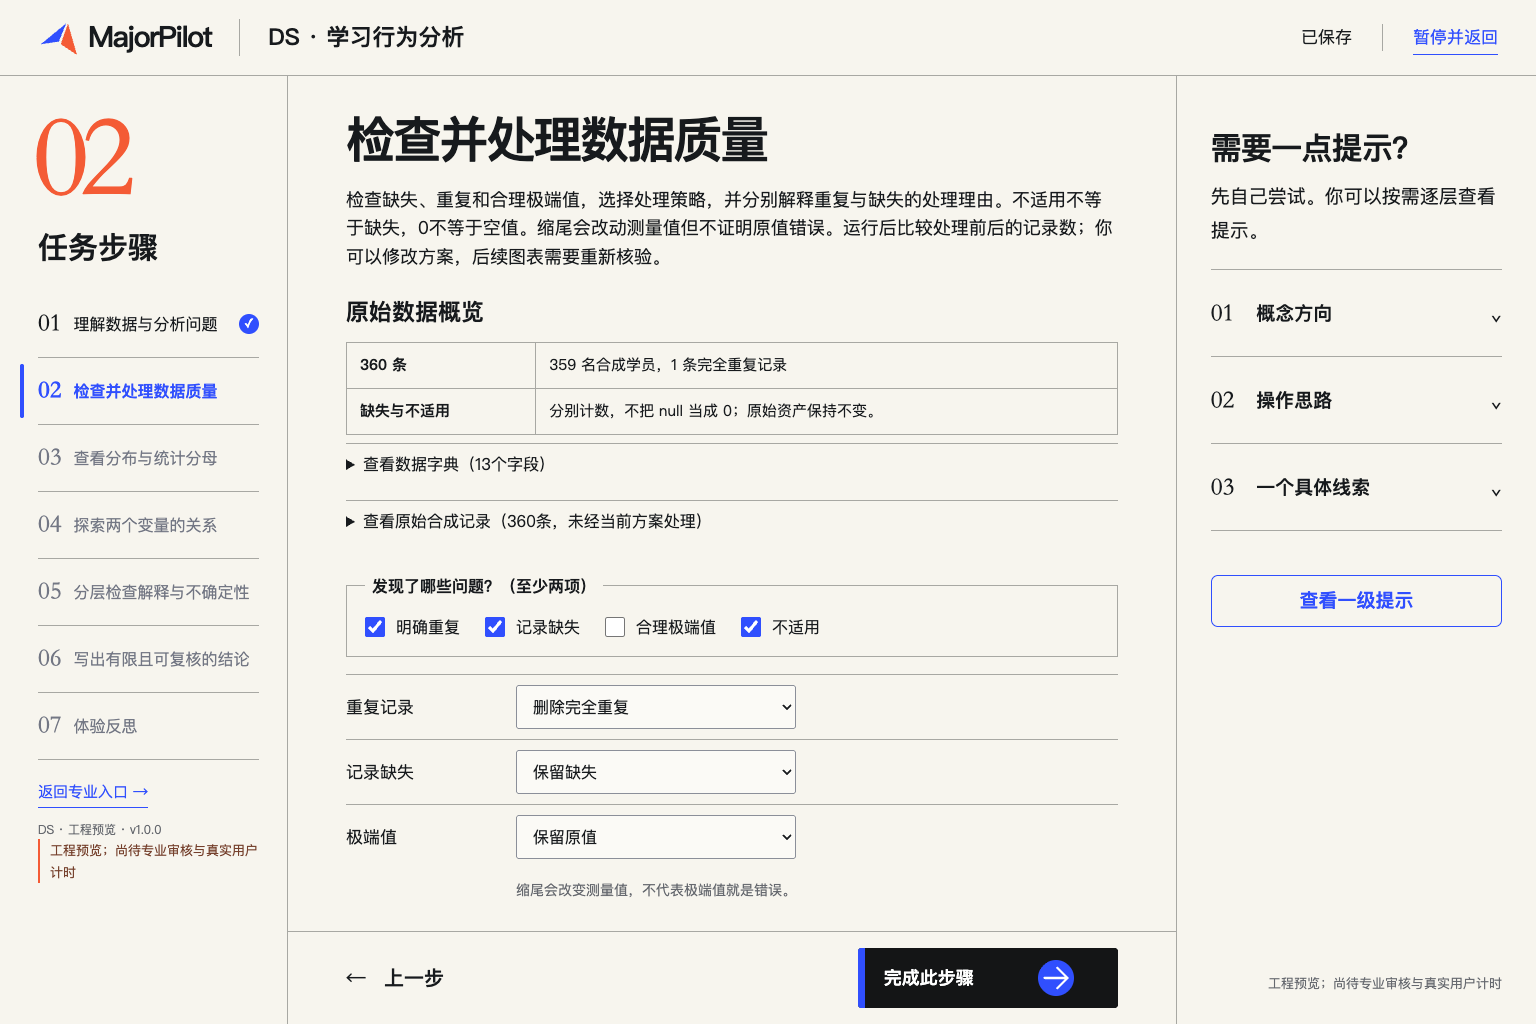 MajorPilot
DS · 学习行为分析
已保存
暂停并返回
02
任务步骤
01 理解数据与分析问题
02 检查并处理数据质量
03 查看分布与统计分母
04 探索两个变量的关系
05 分层检查解释与不确定性
06 写出有限且可复核的结论
07 体验反思
返回专业入口 →
DS · 工程预览 · v1.0.0
工程预览；尚待专业审核与真实用户
计时
检查并处理数据质量
检查缺失、重复和合理极端值，选择处理策略，并分别解释重复与缺失的处理理由。不适用不等
于缺失，0不等于空值。缩尾会改动测量值但不证明原值错误。运行后比较处理前后的记录数；你
可以修改方案，后续图表需要重新核验。
原始数据概览
360 条 359 名合成学员，1 条完全重复记录
缺失与不适用 分别计数，不把 null 当成 0；原始资产保持不变。
▶ 查看数据字典（13个字段）
▶ 查看原始合成记录（360条，未经当前方案处理）
发现了哪些问题？（至少两项）
明确重复 记录缺失 合理极端值 不适用
重复记录 删除完全重复
记录缺失 保留缺失
极端值 保留原值
缩尾会改变测量值，不代表极端值就是错误。
← 上一步
完成此步骤
需要一点提示？
先自己尝试。你可以按需逐层查看
提示。
01 概念方向
02 操作思路
03 一个具体线索
查看一级提示
工程预览；尚待专业审核与真实用户计时